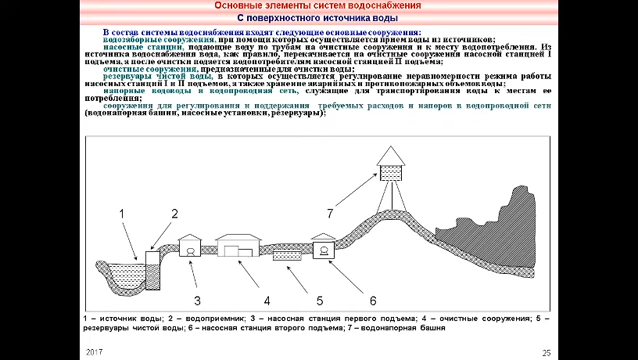 Основные элементы систем водоснабжения
С поверхностного источника воды
В состав системы водоснабжения входят следующие основные сооружения:
водозаборные сооружения, при помощи которых осуществляется прием воды из источников;
насосные станции, подающие воду по трубам на очистные сооружения и к месту водопотребления. Из
источника водоснабжения вода, как правило, перекачивается на очистные сооружения насосной станцией I
подъема, а после очистки подается водопотребителям насосной станцией II подъема;
очистные сооружения, предназначенные для очистки воды;
резервуары чистой воды, в которых осуществляется регулирование неравномерности режима работы
насосных станций I и II подъемов, а также хранение аварийных и противопожарных объемов воды;
напорные водоводы и водопроводная сеть, служащие для транспортирования воды к местам ее
потребления;
сооружения для регулирования и поддержания требуемых расходов и напоров в водопроводной сети
(водонапорная башня, насосные установки, резервуары);
7
1
2
3
4
5
6
1 – источник воды; 2 – водоприемник; 3 – насосная станция первого подъема; 4 – очистные сооружения; 5 –
резервуары чистой воды; 6 – насосная станция второго подъема; 7 – водонапорная башня
2017
25